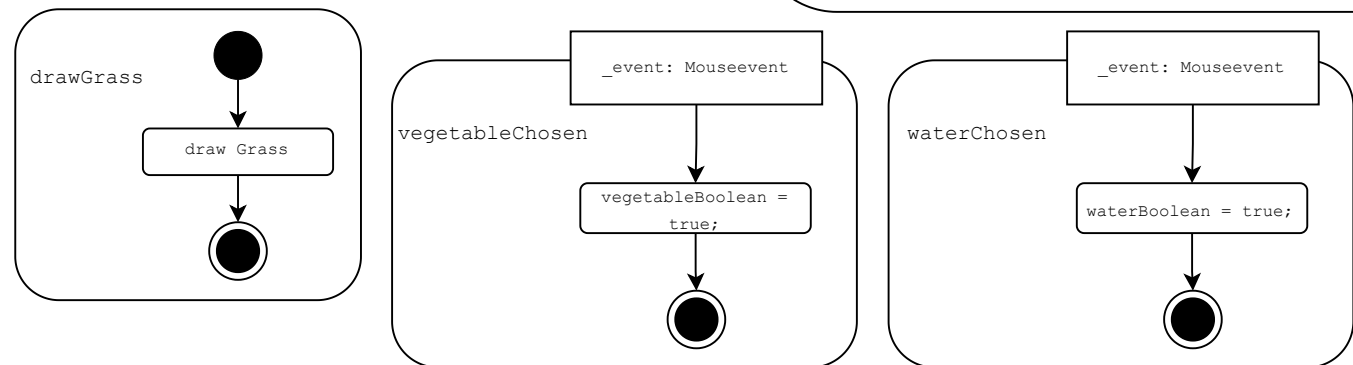 drawGrass
draw Grass
_event: Mouseevent
vegetableChosen
vegetableBoolean =
true;
_event: Mouseevent
waterChosen
waterBoolean = true;